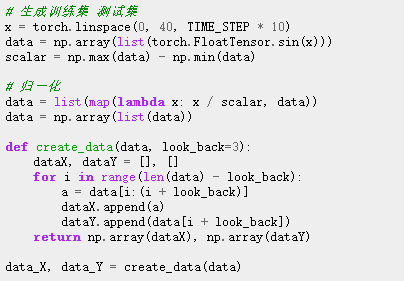 # 生成训练集 测试集
x = torch.linspace(0, 40, TIME_STEP * 10)
data = np.array(list(torch.FloatTensor.sin(x)))
scalar = np.max(data) - np.min(data)

# 归一化
data = list(map(lambda x: x / scalar, data))
data = np.array(list(data))

def create_data(data, look_back=3):
    dataX, dataY = [], []
    for i in range(len(data) - look_back):
        a = data[i:(i + look_back)]
        dataX.append(a)
        dataY.append(data[i + look_back])
    return np.array(dataX), np.array(dataY)

data_X, data_Y = create_data(data)